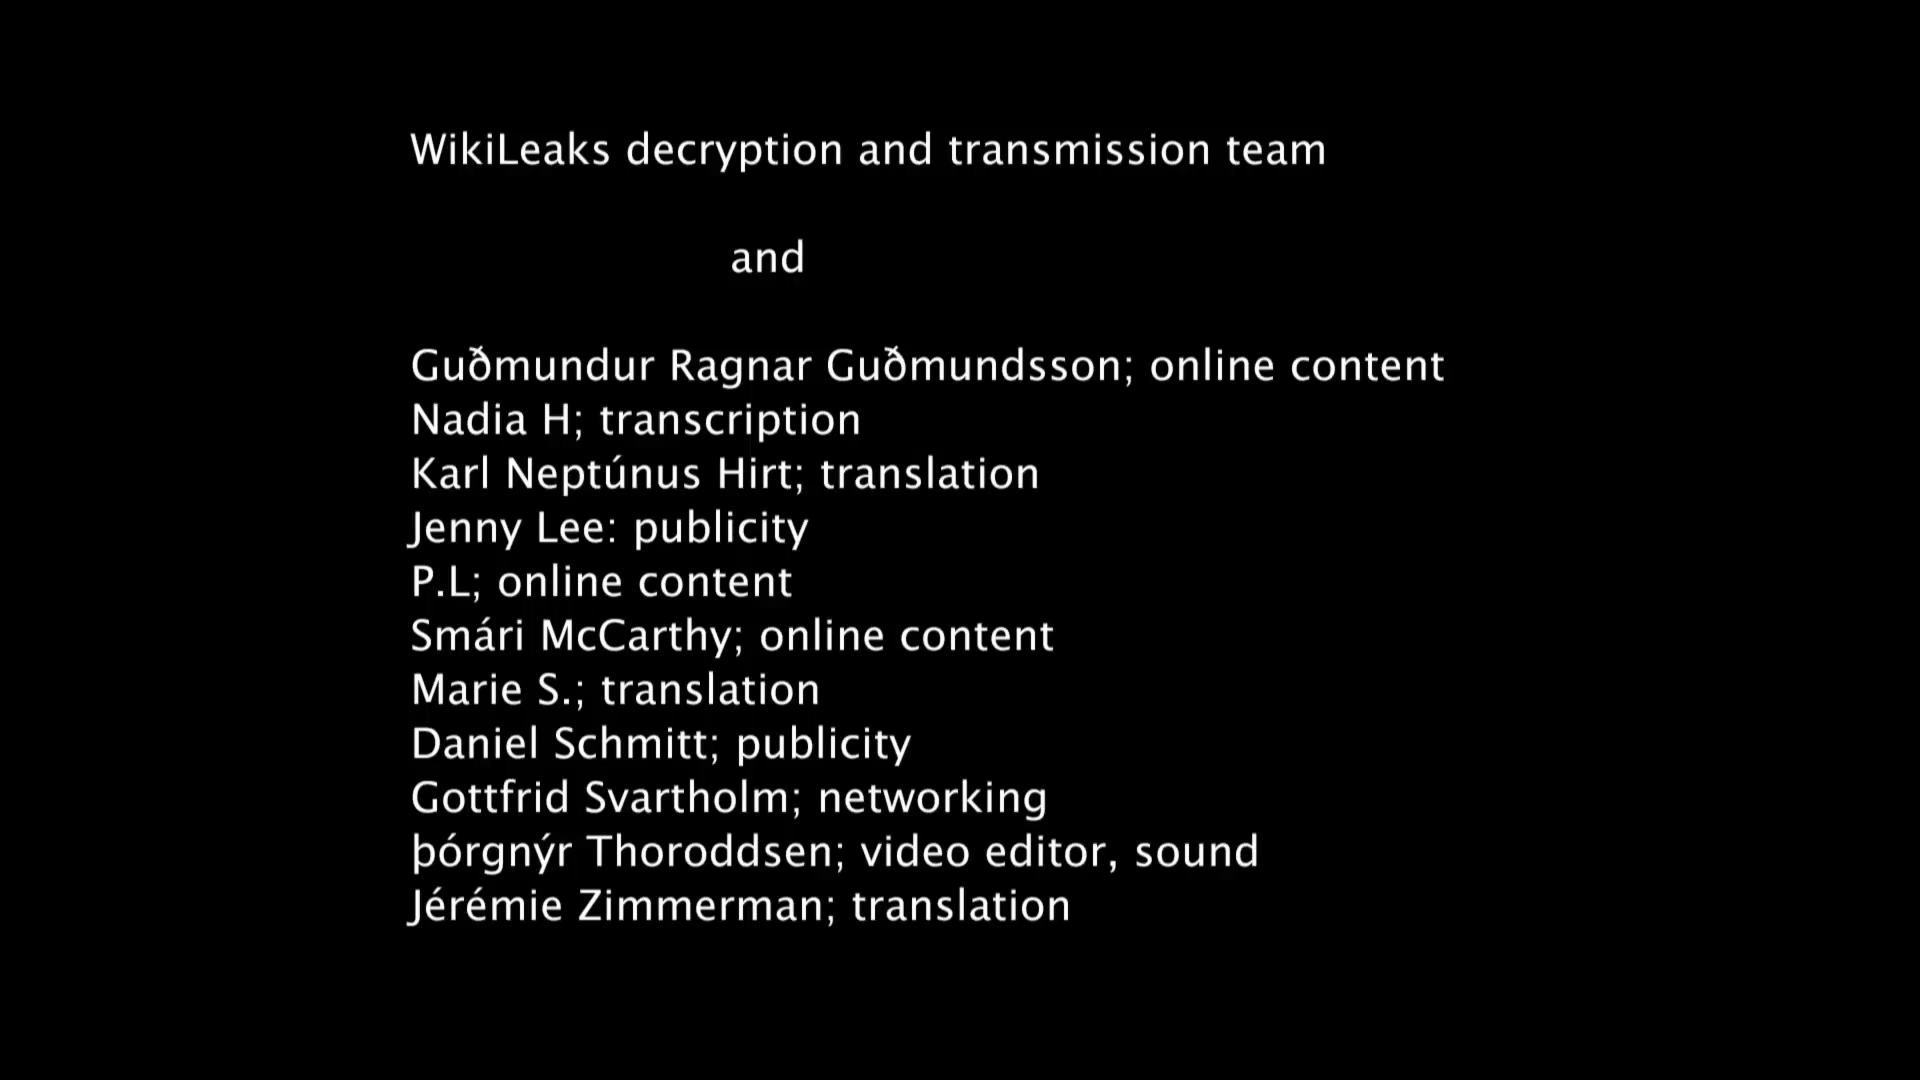 WikiLeaks decryption and transmission team
and
Guðmundur Ragnar Guðmundsson; online content
Nadia H; transcription
Karl Neptúnus Hirt; translation
Jenny Lee: publicity
P.L; online content
Smári McCarthy; online content
Marie S.; translation
Daniel Schmitt; publicity
Gottfrid Svartholm; networking
þórgnýr Thoroddsen; video editor, sound
Jérémie Zimmerman; translation